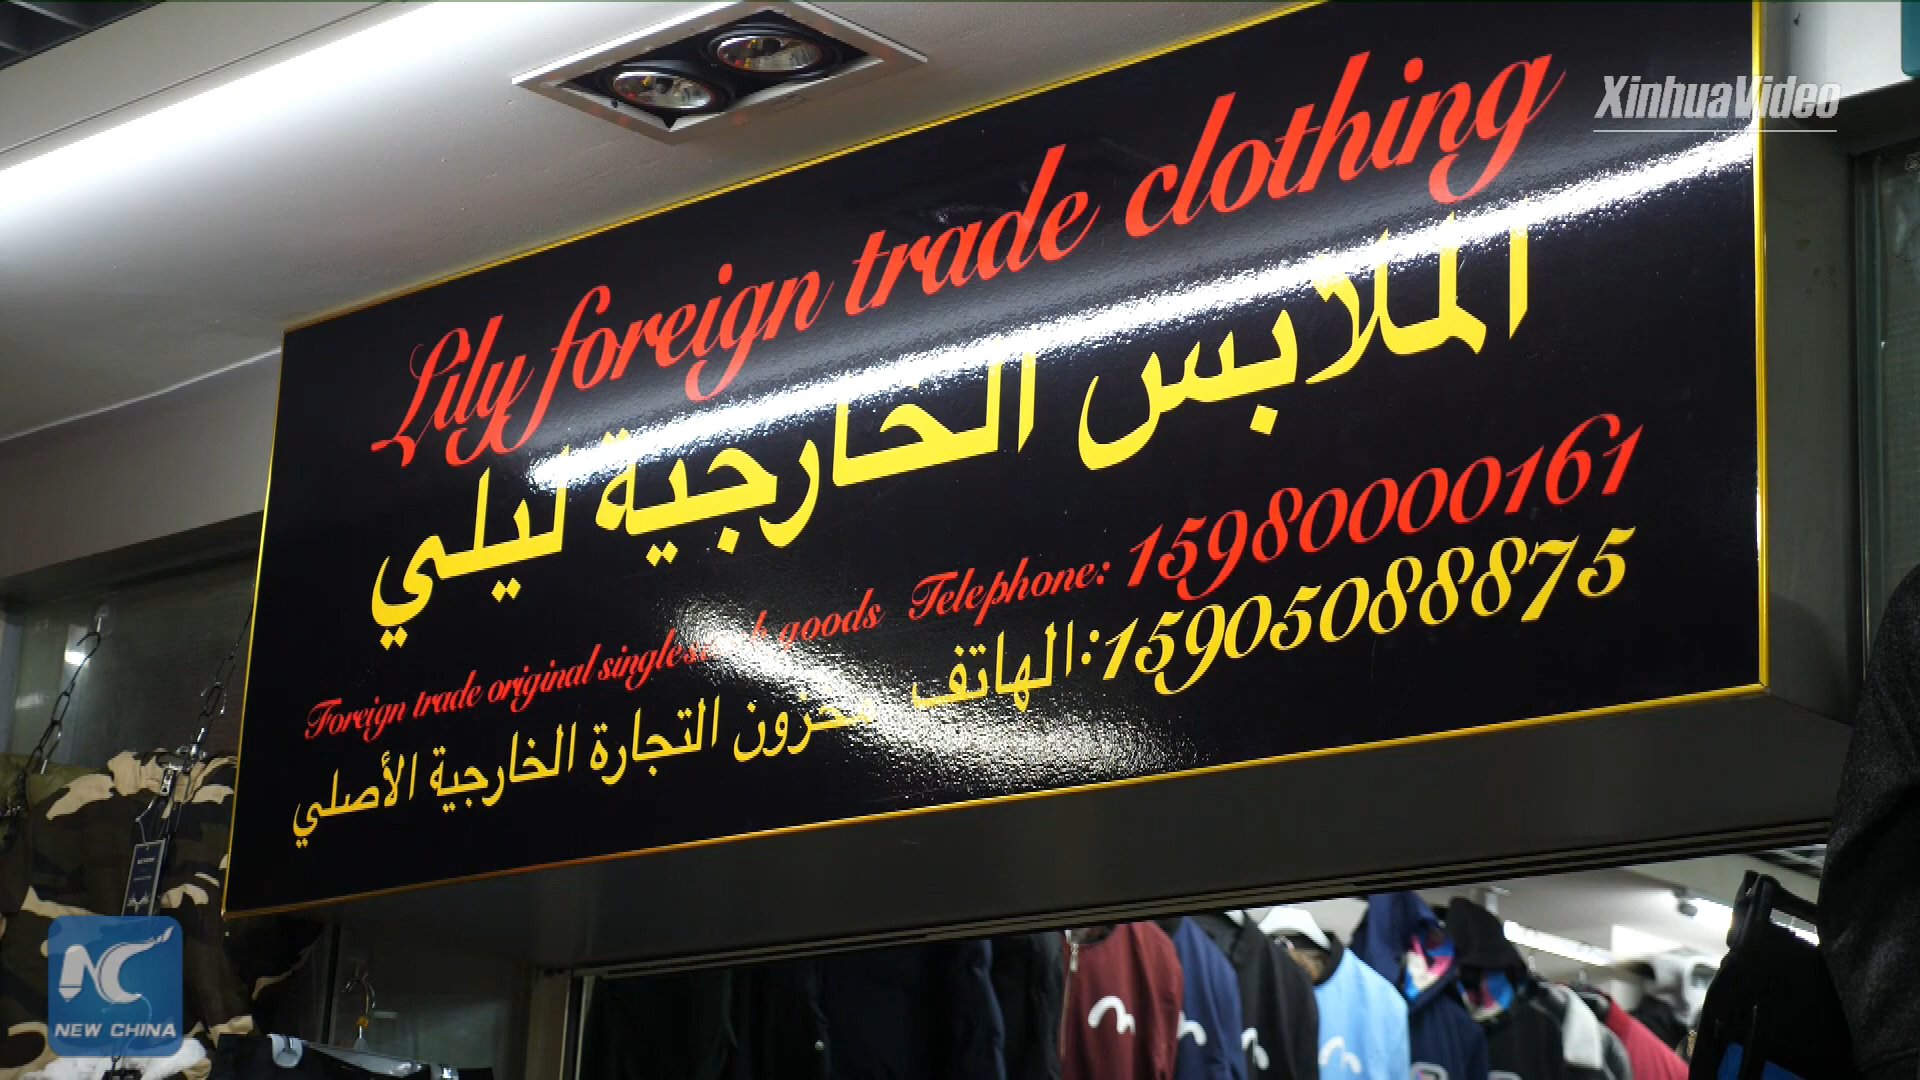 XinhuaVideo
Lily foreign trade clothing
الملابس الخارجية ليلي
Foreign trade original single goods Telephone: 15980000161
مخزون التجارة الخارجية الأصلي الهاتف:15905088875
NC
NEW CHINA